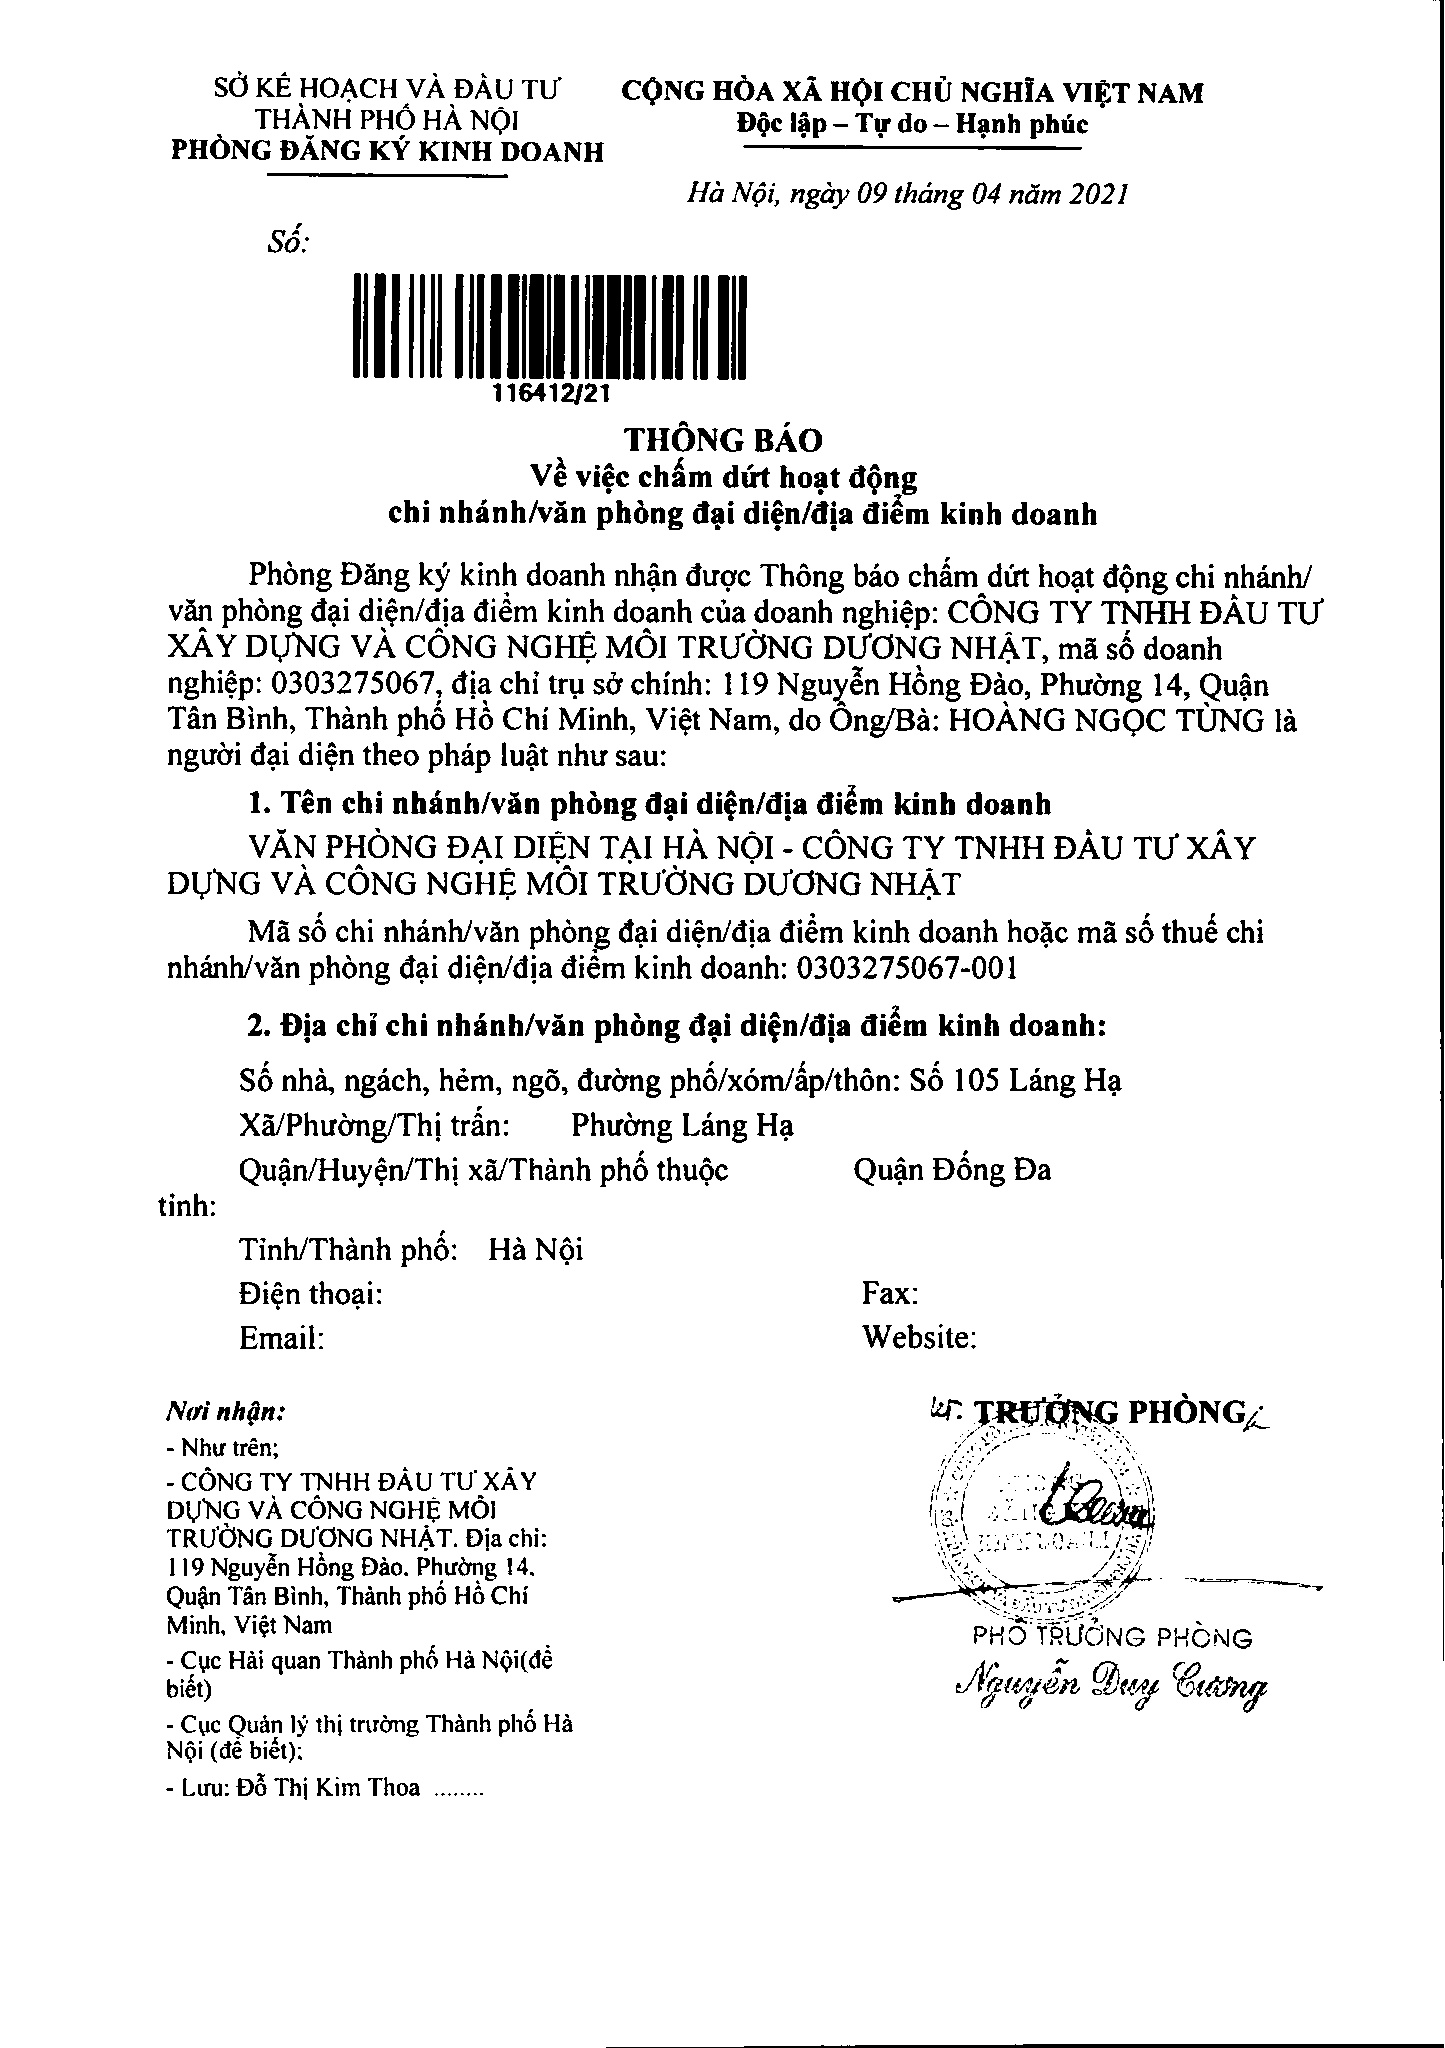 SỞ KẾ HOẠCH VÀ ĐẦU TƯ
THÀNH PHỐ HÀ NỘI
PHÒNG ĐĂNG KÝ KINH DOANH
CỘNG HÒA XÃ HỘI CHỦ NGHĨA VIỆT NAM
Độc lập – Tự do – Hạnh phúc
Hà Nội, ngày 09 tháng 04 năm 2021
Số:
116412/21
THÔNG BÁO
Về việc chấm dứt hoạt động
chi nhánh/văn phòng đại diện/địa điểm kinh doanh
Phòng Đăng ký kinh doanh nhận được Thông báo chấm dứt hoạt động chi nhánh/
văn phòng đại diện/địa điểm kinh doanh của doanh nghiệp: CÔNG TY TNHH ĐẦU TƯ
XÂY DỰNG VÀ CÔNG NGHỆ MÔI TRƯỜNG DƯƠNG NHẬT, mã số doanh
nghiệp: 0303275067, địa chỉ trụ sở chính: 119 Nguyễn Hồng Đào, Phường 14, Quận
Tân Bình, Thành phố Hồ Chí Minh, Việt Nam, do Ông/Bà: HOÀNG NGỌC TÙNG là
người đại diện theo pháp luật như sau:
1. Tên chi nhánh/văn phòng đại diện/địa điểm kinh doanh
VĂN PHÒNG ĐẠI DIỆN TẠI HÀ NỘI - CÔNG TY TNHH ĐẦU TƯ XÂY
DỰNG VÀ CÔNG NGHỆ MÔI TRƯỜNG DƯƠNG NHẬT
Mã số chi nhánh/văn phòng đại diện/địa điểm kinh doanh hoặc mã số thuế chi
nhánh/văn phòng đại diện/địa điểm kinh doanh: 0303275067-001
2. Địa chỉ chi nhánh/văn phòng đại diện/địa điểm kinh doanh:
Số nhà, ngách, hẻm, ngõ, đường phố/xóm/ấp/thôn: Số 105 Láng Hạ
Xã/Phường/Thị trấn: Phường Láng Hạ
Quận/Huyện/Thị xã/Thành phố thuộc Quận Đống Đa
tỉnh:
Tỉnh/Thành phố: Hà Nội
Điện thoại: Fax:
Email: Website:
Nơi nhận:
- Như trên;
- CÔNG TY TNHH ĐẦU TƯ XÂY
DỰNG VÀ CÔNG NGHỆ MÔI
TRƯỜNG DƯƠNG NHẬT. Địa chỉ:
119 Nguyễn Hồng Đào, Phường 14,
Quận Tân Bình, Thành phố Hồ Chí
Minh, Việt Nam
- Cục Hải quan Thành phố Hà Nội(để
biết)
- Cục Quản lý thị trường Thành phố Hà
Nội (để biết);
- Lưu: Đỗ Thị Kim Thoa ........
KT. TRƯỞNG PHÒNG
PHÓ TRƯỞNG PHÒNG
Nguyễn Duy Cương